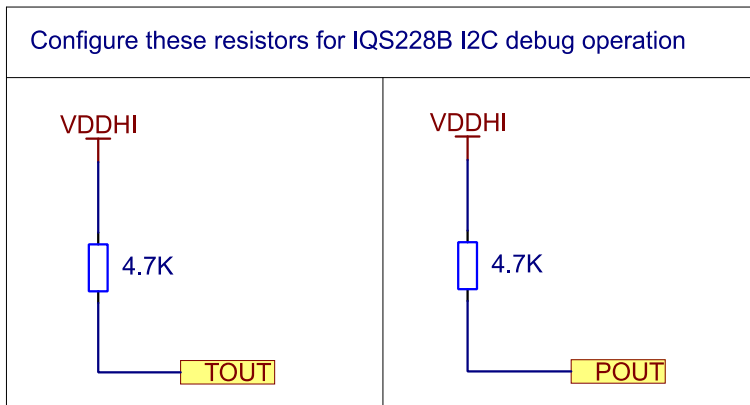 Configure these resistors for IQS228B I2C debug operation
VDDHI
4.7K
TOUT
VDDHI
4.7K
POUT